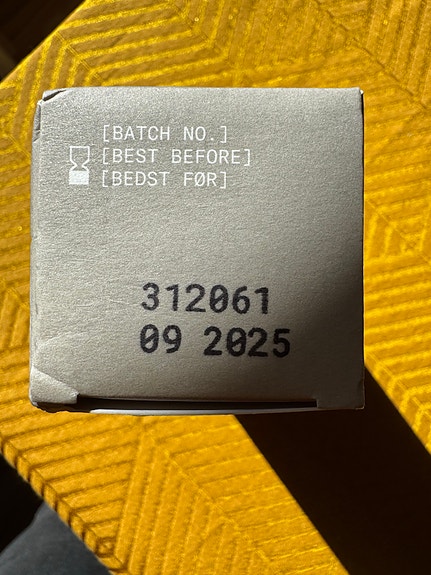 [BATCH NO.]
[BEST BEFORE]
[BEDST FØR]
312061
09 2025